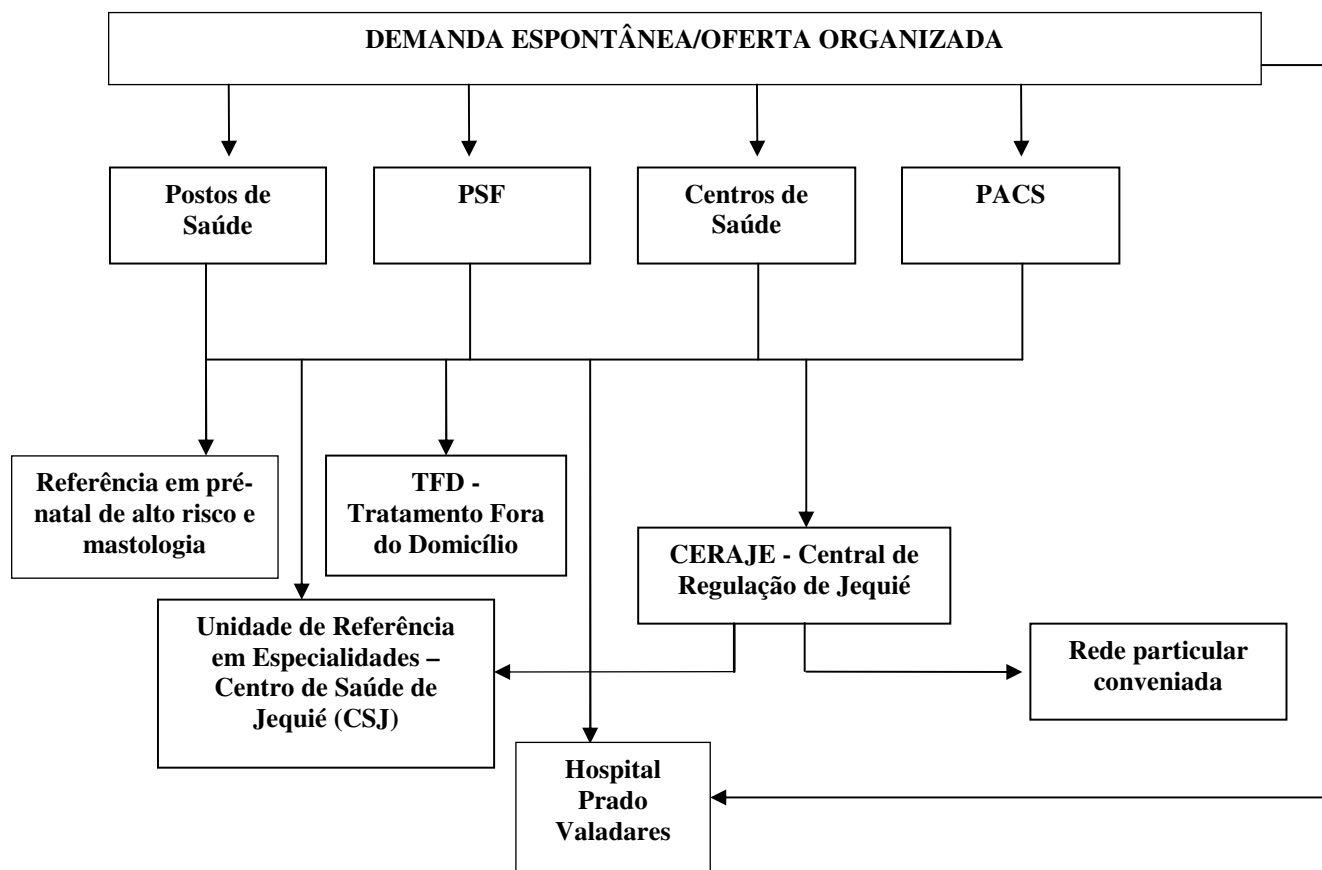 DEMANDA ESPONTÂNEA/OFERTA ORGANIZADA
Postos de
Saúde
PSF
Centros de
Saúde
PACS
Referência em pré-
natal de alto risco e
mastologia
TFD -
Tratamento Fora
do Domicílio
CERAJE - Central de
Regulação de Jequié
Unidade de Referência
em Especialidades –
Centro de Saúde de
Jequié (CSJ)
Rede particular
conveniada
Hospital
Prado
Valadares